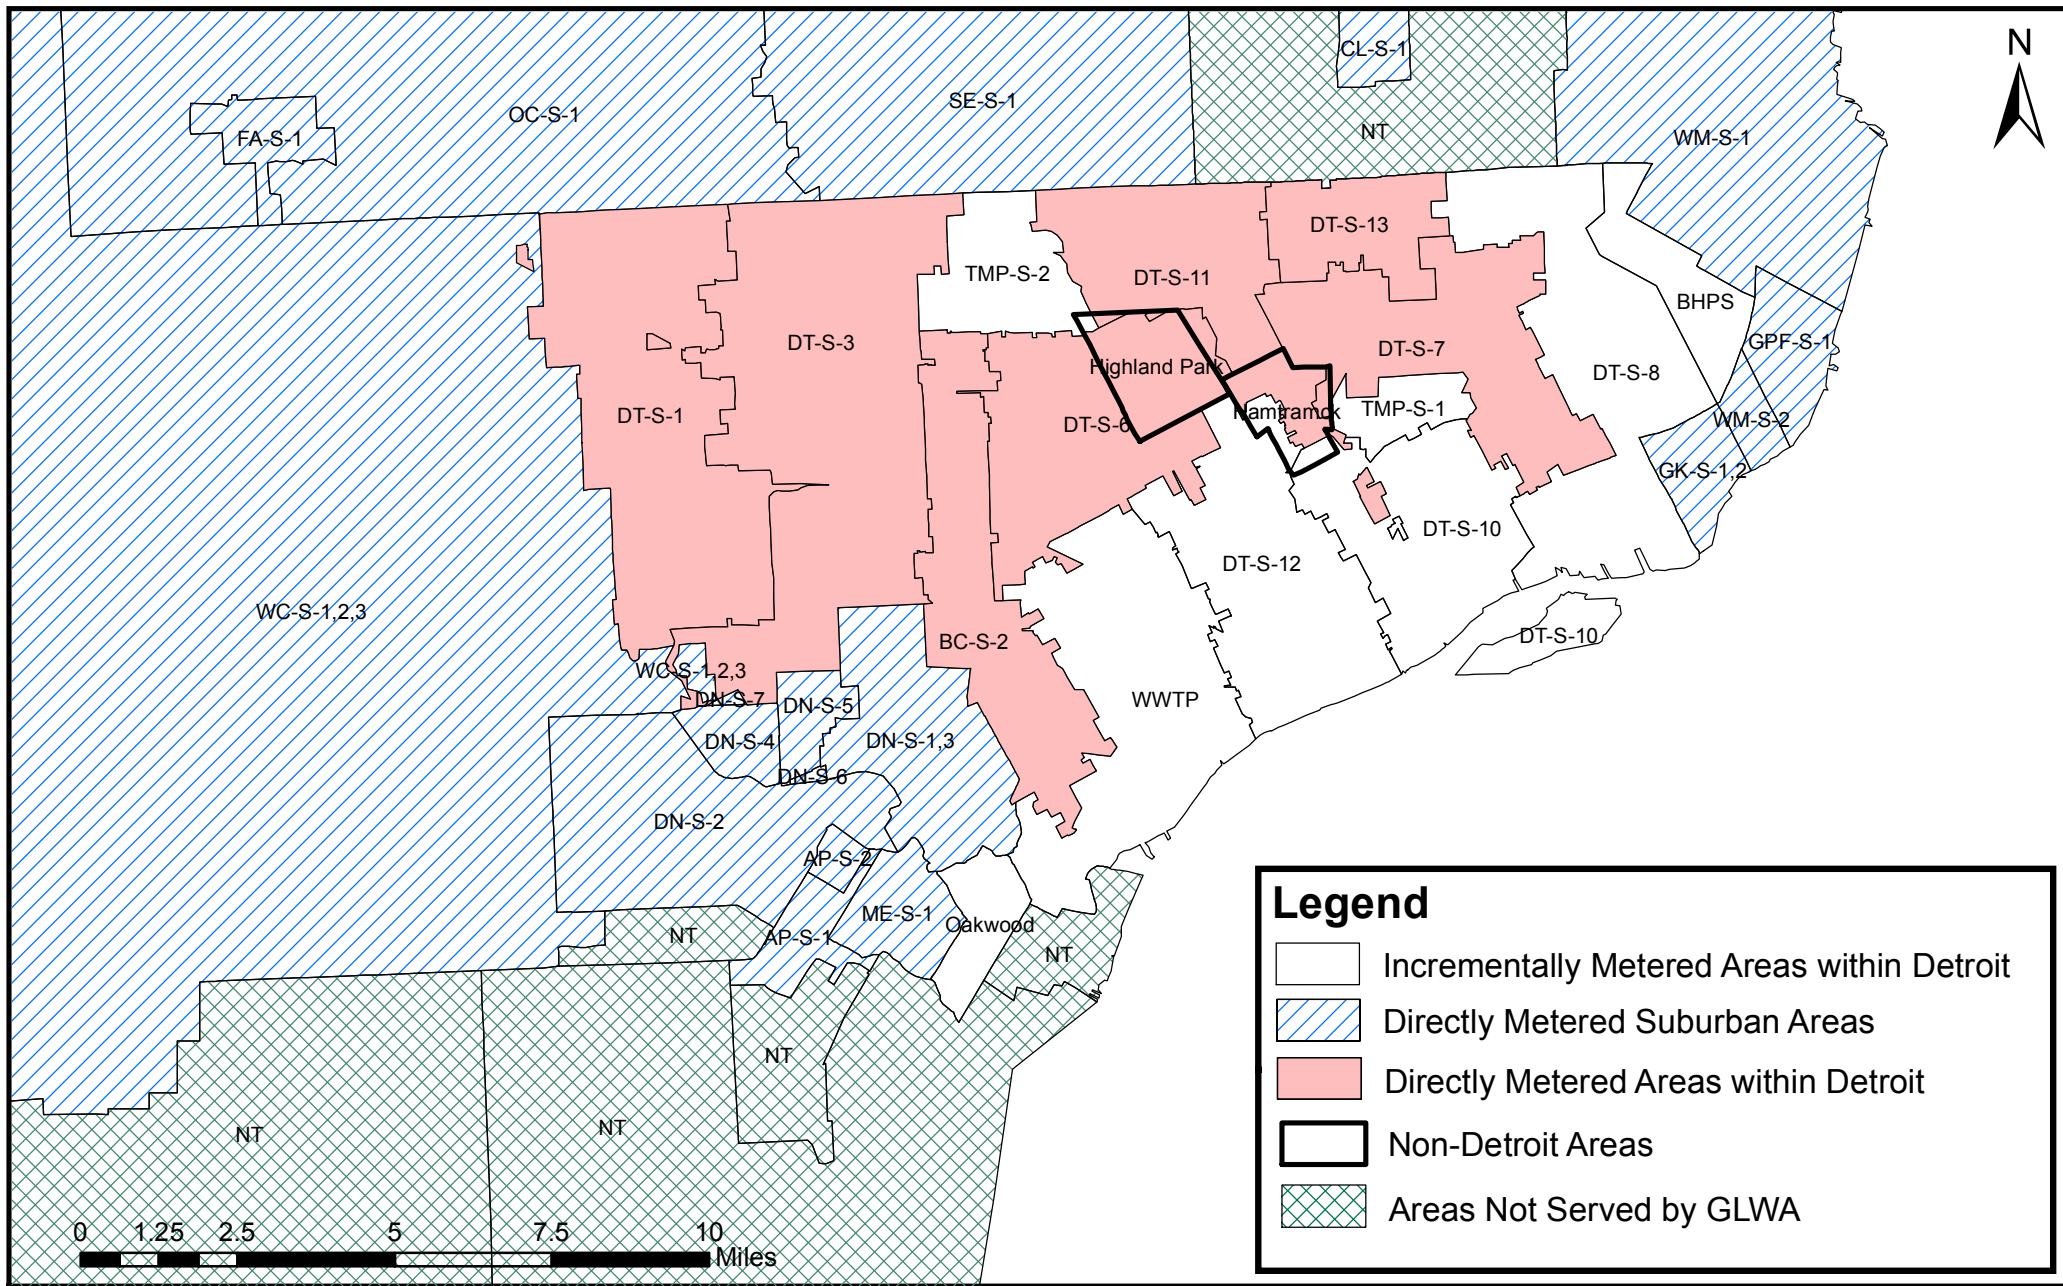 N
CL-S-1
SE-S-1
OC-S-1
FA-S-1
NT
WM-S-1
DT-S-13
TMP-S-2
DT-S-11
BHPS
DT-S-3
DT-S-7
GPF-S-1
Highland Park
DT-S-8
DT-S-1
Hamtramck
TMP-S-1
DT-S-6
WM-S-2
GK-S-1,2
DT-S-10
DT-S-12
WC-S-1,2,3
DT-S-10
BC-S-2
WC-S-1,2,3
DN-S-7
DN-S-5
WWTP
DN-S-4
DN-S-1,3
DN-S-6
DN-S-2
AP-S-2
ME-S-1
Oakwood
NT
AP-S-1
NT
NT
NT
NT
0 1.25 2.5 5 7.5 10
Miles
Legend
Incrementally Metered Areas within Detroit
Directly Metered Suburban Areas
Directly Metered Areas within Detroit
Non-Detroit Areas
Areas Not Served by GLWA